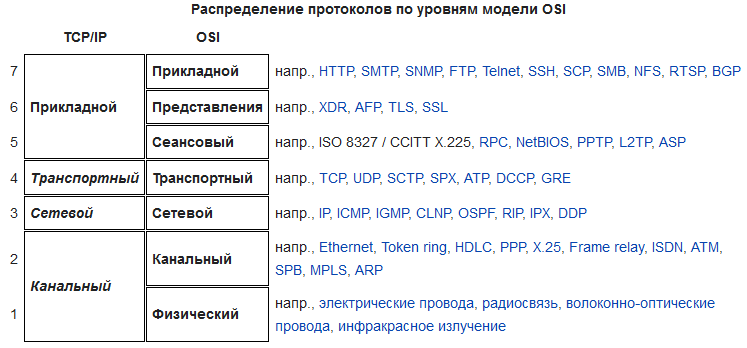 Распределение протоколов по уровням модели OSI
TCP/IP OSI
7 Прикладной напр., HTTP, SMTP, SNMP, FTP, Telnet, SSH, SCP, SMB, NFS, RTSP, BGP
6 Прикладной Представления напр., XDR, AFP, TLS, SSL
5 Сеансовый напр., ISO 8327 / CCITT X.225, RPC, NetBIOS, PPTP, L2TP, ASP
4 Транспортный Транспортный напр., TCP, UDP, SCTP, SPX, ATP, DCCP, GRE
3 Сетевой Сетевой напр., IP, ICMP, IGMP, CLNP, OSPF, RIP, IPX, DDP
2 Канальный напр., Ethernet, Token ring, HDLC, PPP, X.25, Frame relay, ISDN, ATM,
SPB, MPLS, ARP
Канальный
1 Физический напр., электрические провода, радиосвязь, волоконно-оптические
провода, инфракрасное излучение